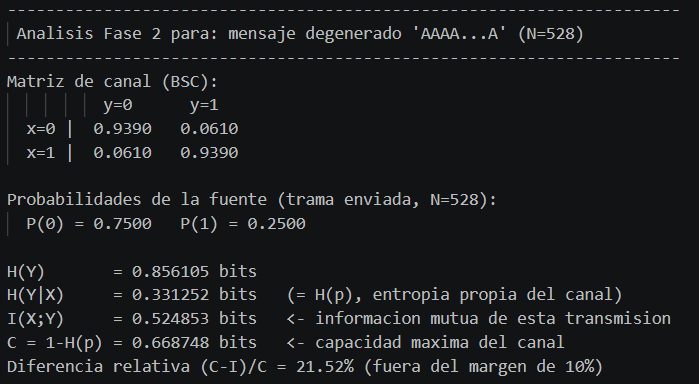 ----------------------------------------------------------------------
Analisis Fase 2 para: mensaje degenerado 'AAAA...A' (N=528)
----------------------------------------------------------------------
Matriz de canal (BSC):
y=0 y=1
x=0 | 0.9390 0.0610
x=1 | 0.0610 0.9390
Probabilidades de la fuente (trama enviada, N=528):
P(0) = 0.7500 P(1) = 0.2500
H(Y) = 0.856105 bits
H(Y|X) = 0.331252 bits (= H(p), entropia propia del canal)
I(X;Y) = 0.524853 bits <- informacion mutua de esta transmision
C = 1-H(p) = 0.668748 bits <- capacidad maxima del canal
Diferencia relativa (C-I)/C = 21.52% (fuera del margen de 10%)